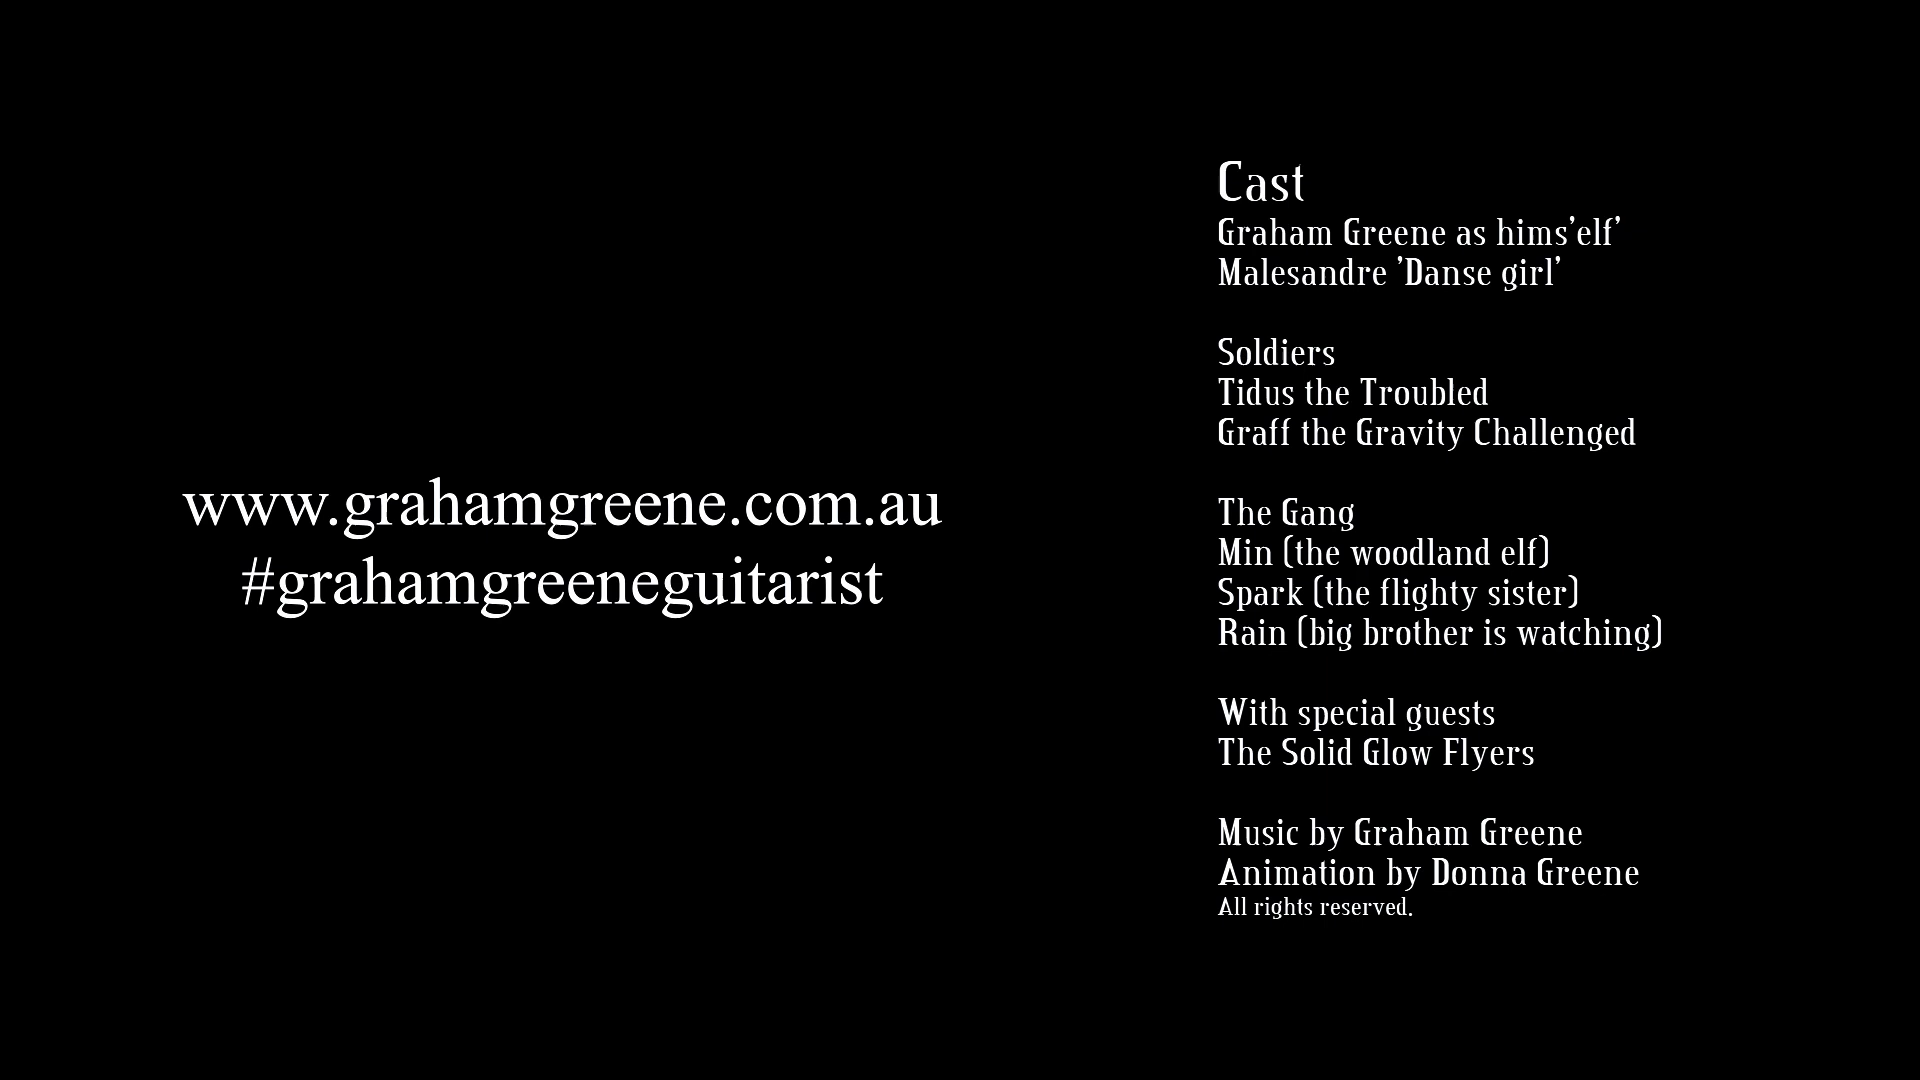 www.grahamgreene.com.au
#grahamgreeneguitarist
Cast
Graham Greene as hims'elf'
Malesandre 'Danse girl'
Soldiers
Tidus the Troubled
Graff the Gravity Challenged
The Gang
Min (the woodland elf)
Spark (the flighty sister)
Rain (big brother is watching)
With special guests
The Solid Glow Flyers
Music by Graham Greene
Animation by Donna Greene
All rights reserved.